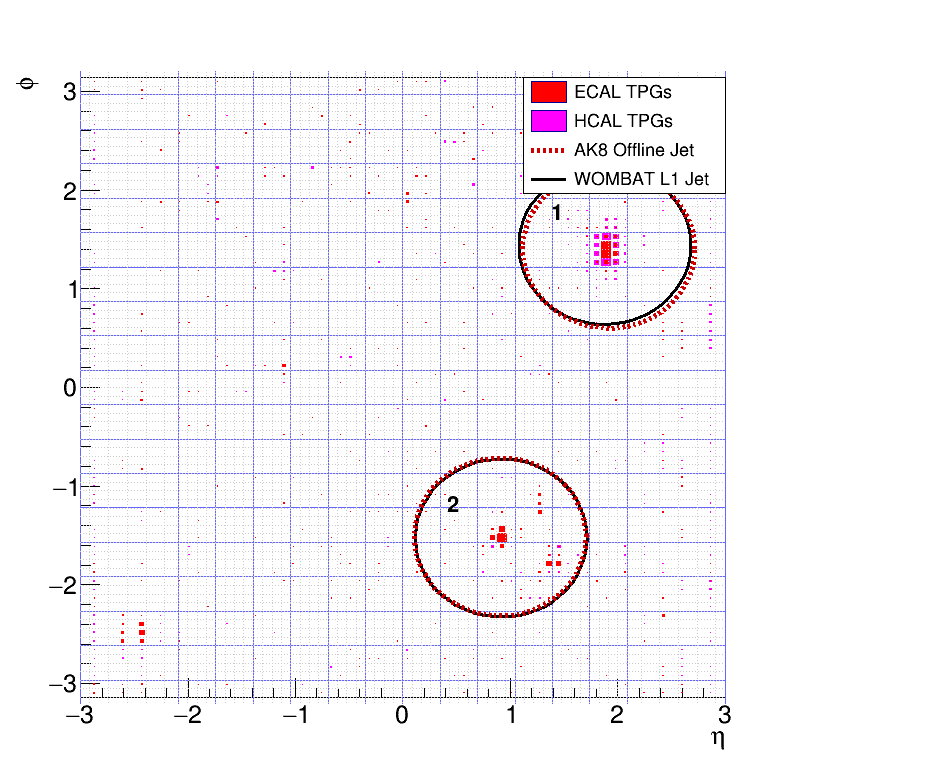 ϕ
3
2
1
0
−1
−2
−3
ECAL TPGs
HCAL TPGs
AK8 Offline Jet
WOMBAT L1 Jet
1
2
−3 −2 −1 0 1 2 3
η